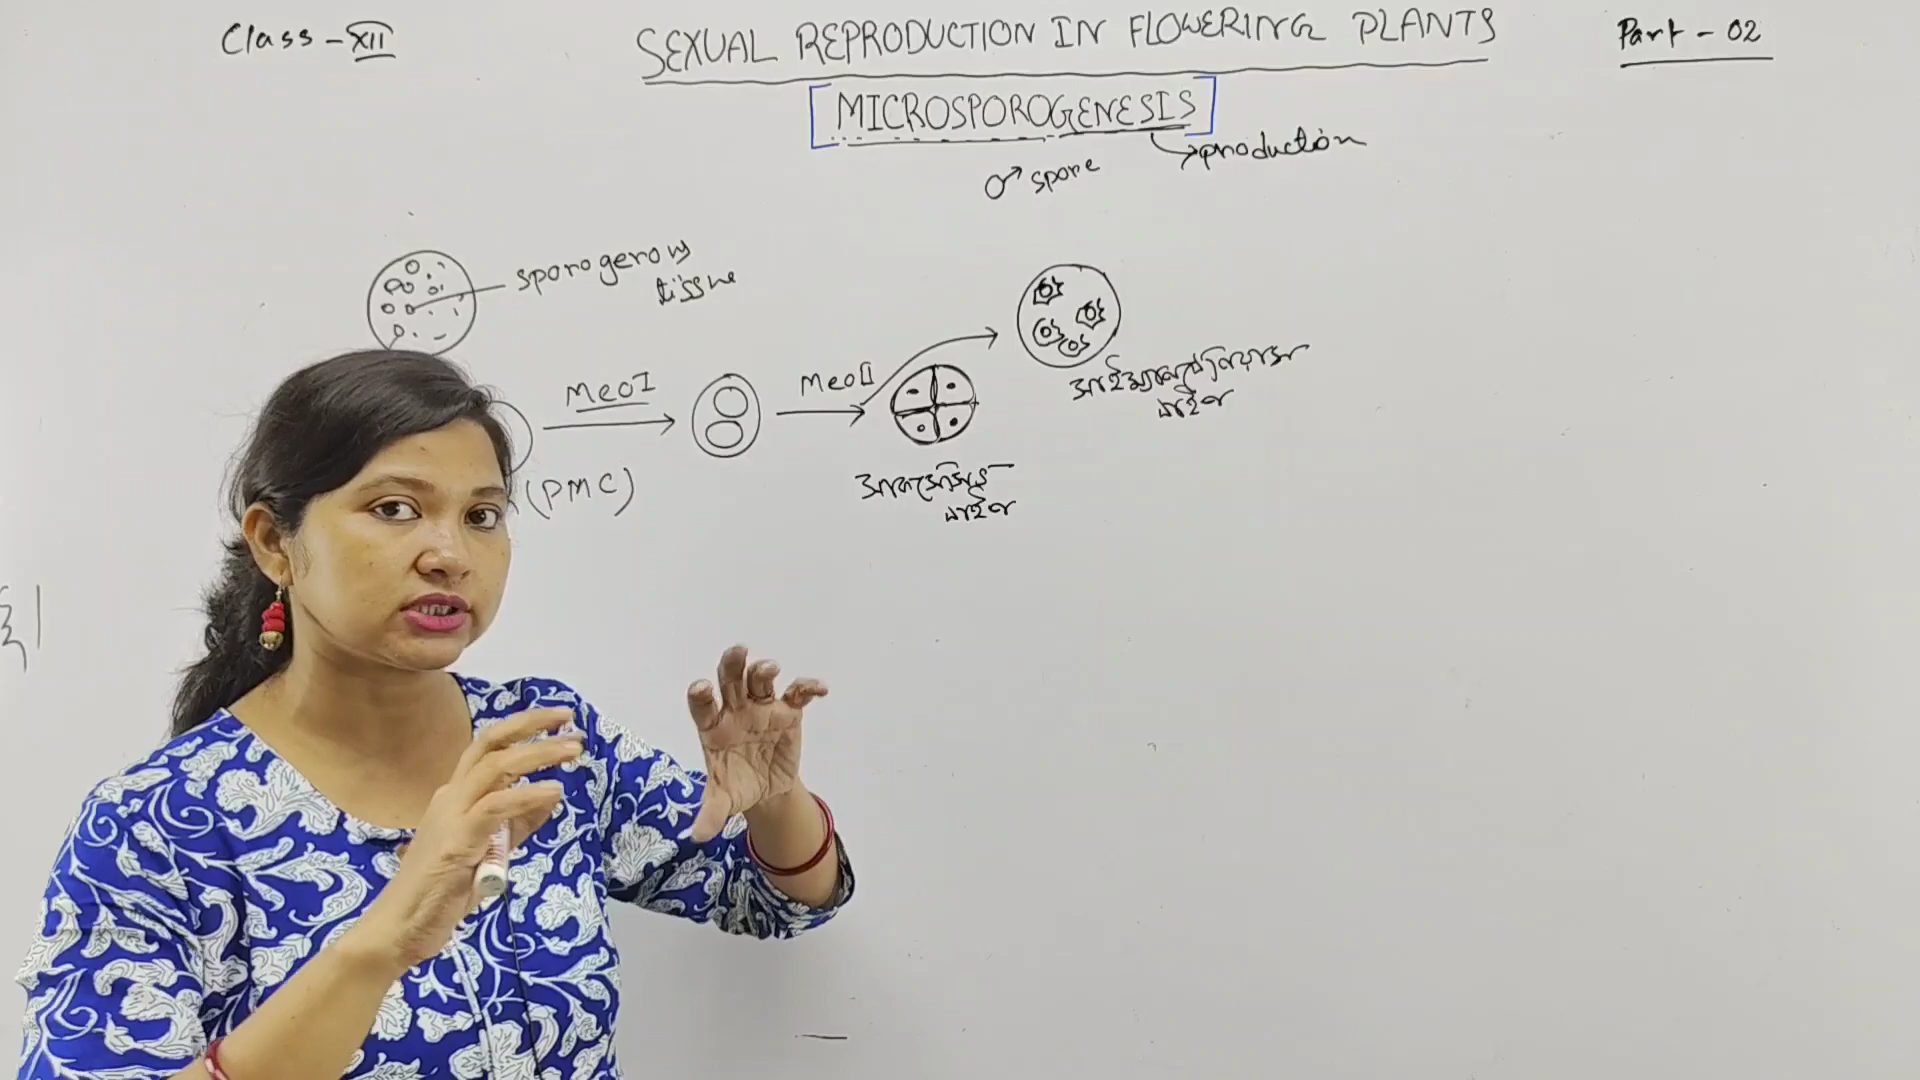 Class - XII
SEXUAL REPRODUCTION IN FLOWERING PLANTS
Part - 02
[MICROSPOROGENESIS]
production
♂ spore
sporogenous
tissue
MeoI
MeoII
(PMC)